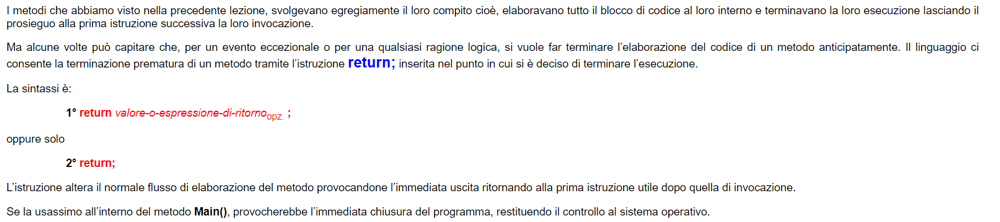 I metodi che abbiamo visto nella precedente lezione, svolgevano egregiamente il loro compito cioè, elaboravano tutto il blocco di codice al loro interno e terminavano la loro esecuzione lasciando il
prosieguo alla prima istruzione successiva la loro invocazione.
Ma alcune volte può capitare che, per un evento eccezionale o per una qualsiasi ragione logica, si vuole far terminare l’elaborazione del codice di un metodo anticipatamente. Il linguaggio ci
consente la terminazione prematura di un metodo tramite l’istruzione return; inserita nel punto in cui si è deciso di terminare l’esecuzione.
La sintassi è:
1° return valore-o-espressione-di-ritornoopz. ;
oppure solo
2° return;
L’istruzione altera il normale flusso di elaborazione del metodo provocandone l’immediata uscita ritornando alla prima istruzione utile dopo quella di invocazione.
Se la usassimo all’interno del metodo Main(), provocherebbe l’immediata chiusura del programma, restituendo il controllo al sistema operativo.